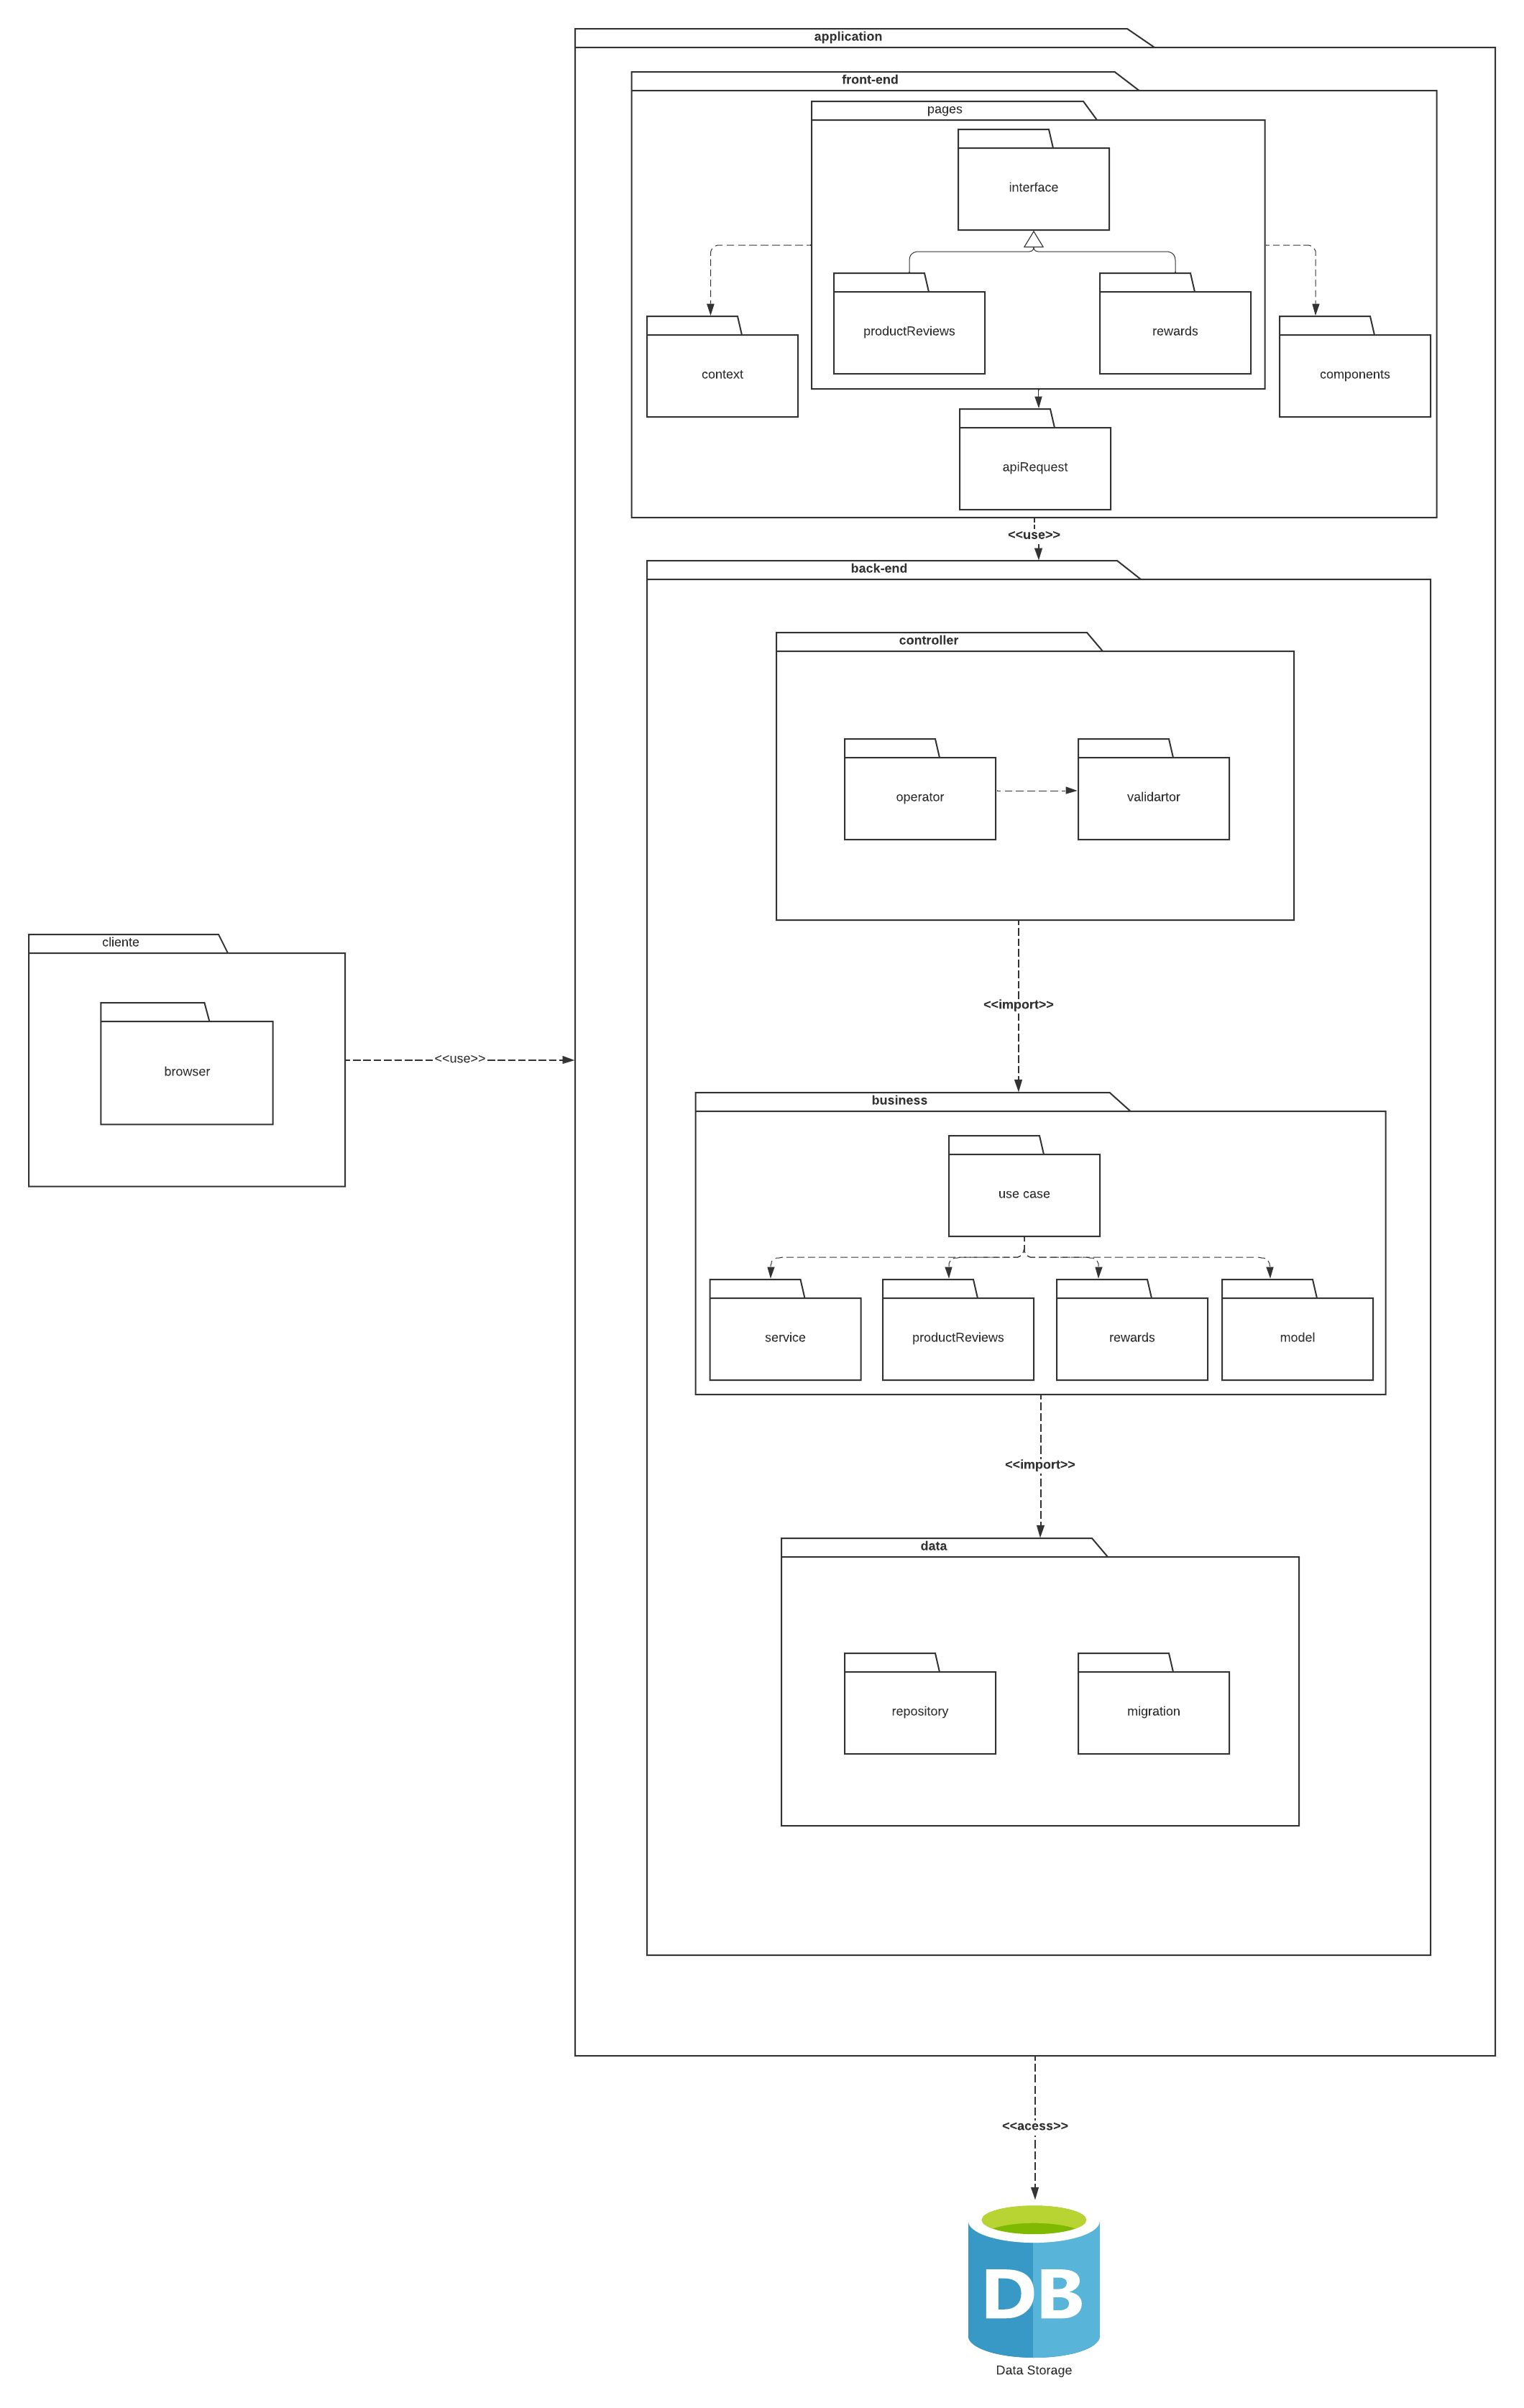 application
front-end
pages
interface
productReviews
rewards
context
components
apiRequest
<<use>>
back-end
controller
operator
validartor
cliente
browser
<<use>>
<<import>>
business
use case
service
productReviews
rewards
model
<<import>>
data
repository
migration
<<acess>>
DB
Data Storage